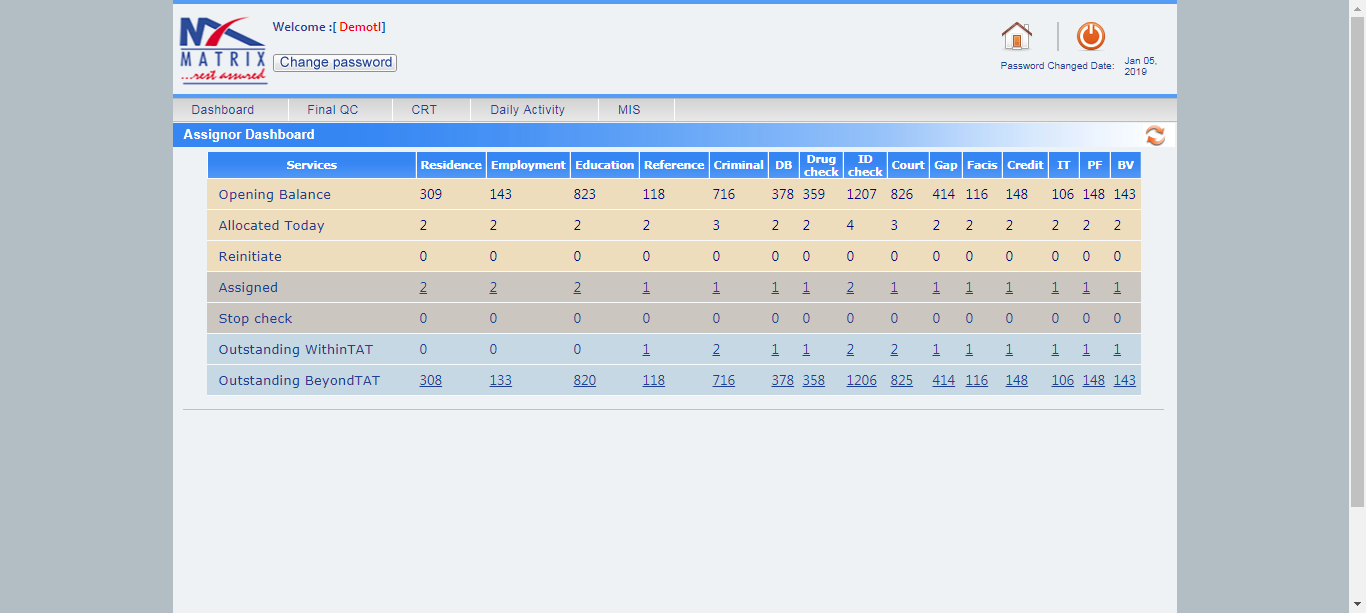 MATRIX
...rest assured
Welcome :[ Demotl]
Change password
Password Changed Date: Jan 05, 2019
Dashboard Final QC CRT Daily Activity MIS
Assignor Dashboard
Services Residence Employment Education Reference Criminal DB Drug check ID check Court Gap Facis Credit IT PF BV
Opening Balance 309 143 823 118 716 378 359 1207 826 414 116 148 106 148 143
Allocated Today 2 2 2 2 3 2 2 4 3 2 2 2 2 2 2
Reinitiate 0 0 0 0 0 0 0 0 0 0 0 0 0 0 0
Assigned 2 2 2 1 1 1 1 2 1 1 1 1 1 1 1
Stop check 0 0 0 0 0 0 0 0 0 0 0 0 0 0 0
Outstanding WithinTAT 0 0 0 1 2 1 1 2 2 1 1 1 1 1 1
Outstanding BeyondTAT 308 133 820 118 716 378 358 1206 825 414 116 148 106 148 143